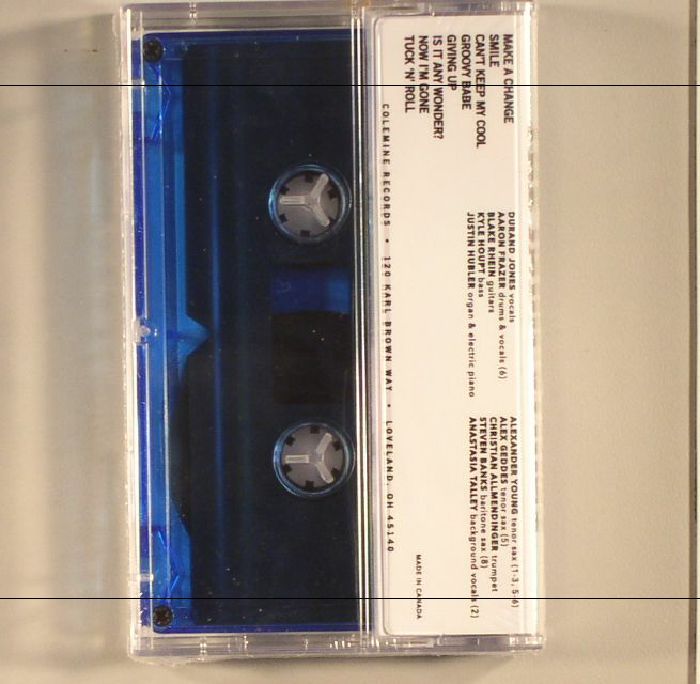 MAKE A CHANGE
SMILE
CAN'T KEEP MY COOL
GROOVY BABE
GIVING UP
IS IT ANY WONDER?
NOW I'M GONE
TUCK 'N' ROLL
DURAND JONES vocals
AARON FRAZER drums & vocals (6)
BLAKE RHEIN guitars
KYLE HOUPT bass
JUSTIN HUBLER organ & electric piano
ALEXANDER YOUNG tenor sax (1-3, 5-6)
ALEX GEDDES tenor sax (5)
CHRISTIAN ALLMENDINGER trumpet
STEVEN BANKS baritone sax (8)
ANASTASIA TALLEY background vocals (2)
COLEMINE RECORDS • 120 KARL BROWN WAY • LOVELAND, OH 45140
MADE IN CANADA